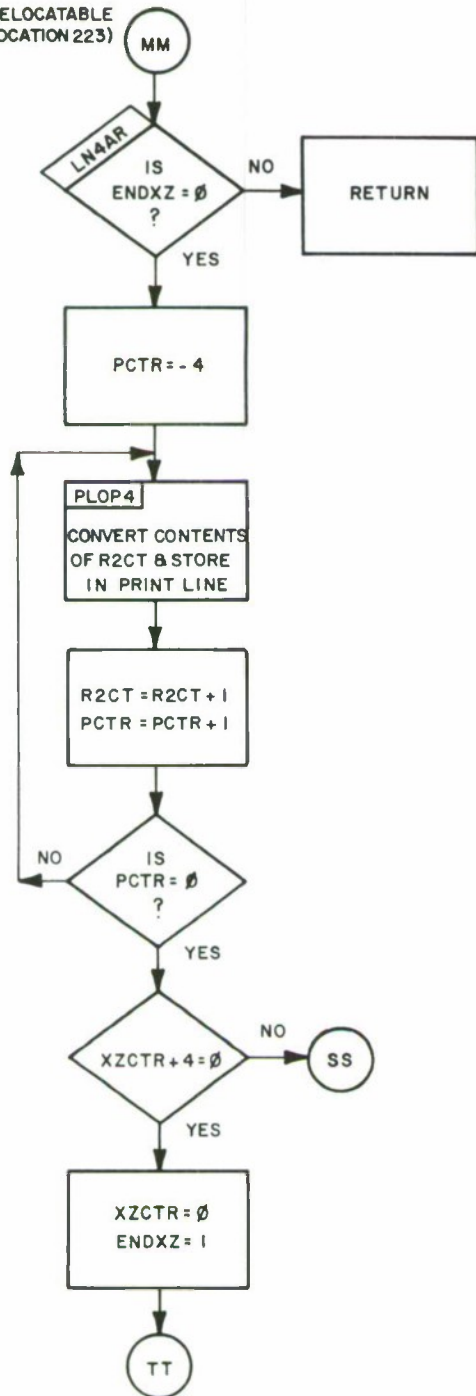 ELOCATABLE
OCATION 223)
MM
LN4AR
IS
ENDXZ = Ø
?
NO
RETURN
YES
PCTR = - 4
PLOP4
CONVERT CONTENTS
OF R2CT & STORE
IN PRINT LINE
R2CT = R2CT + 1
PCTR = PCTR + 1
NO
IS
PCTR = Ø
?
YES
XZCTR + 4 = Ø
NO
SS
YES
XZCTR = Ø
ENDXZ = 1
TT